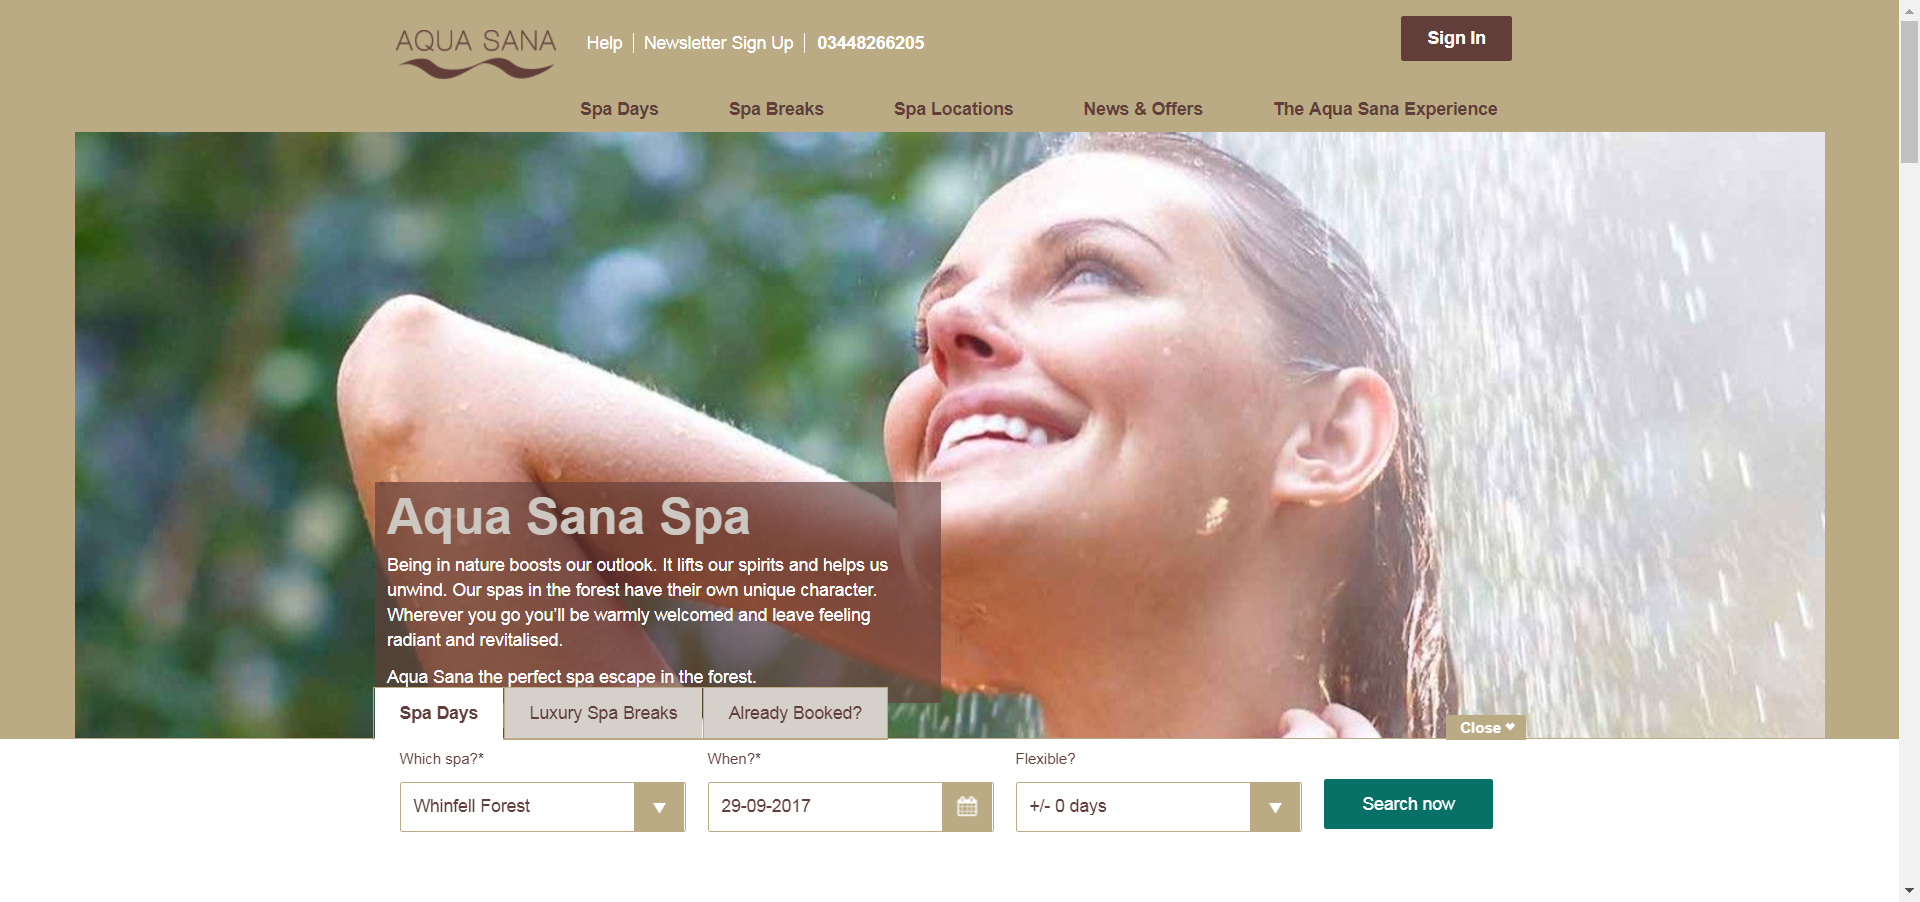 AQUA SANA
Help
Newsletter Sign Up
03448266205
Sign In
Spa Days
Spa Breaks
Spa Locations
News & Offers
The Aqua Sana Experience
Aqua Sana Spa
Being in nature boosts our outlook. It lifts our spirits and helps us
unwind. Our spas in the forest have their own unique character.
Wherever you go you'll be warmly welcomed and leave feeling
radiant and revitalised.
Aqua Sana the perfect spa escape in the forest.
Spa Days
Luxury Spa Breaks
Already Booked?
Close
Which spa?*
When?*
Flexible?
Whinfell Forest
29-09-2017
+/- 0 days
Search now